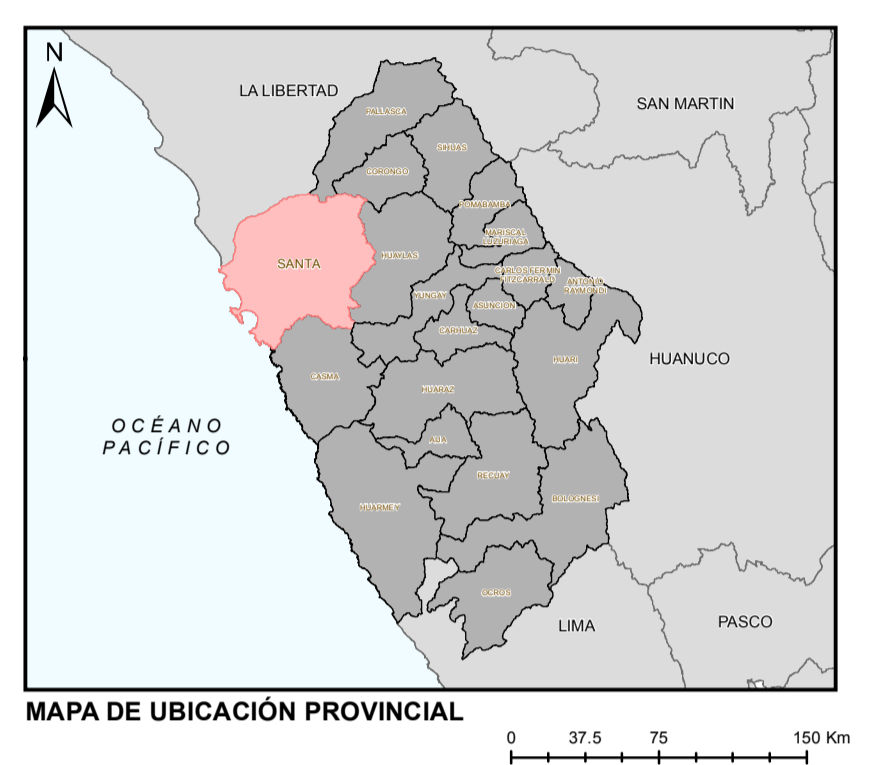 N
LA LIBERTAD
SAN MARTIN
PALLASCA
SIHUAS
CORONGO
POMABAMBA
MARISCAL
LUZURIAGA
SANTA
HUAYLAS
CARLOS FERMIN
FITZCARRALD
ANTONIO
RAYMONDI
YUNGAY
ASUNCION
CARHUAZ
HUARI
HUANUCO
CASMA
HUARAZ
OCÉANO
PACÍFICO
AIJA
RECUAY
BOLOGNESI
HUARMEY
OCROS
LIMA
PASCO
MAPA DE UBICACIÓN PROVINCIAL
0 37.5 75 150 Km